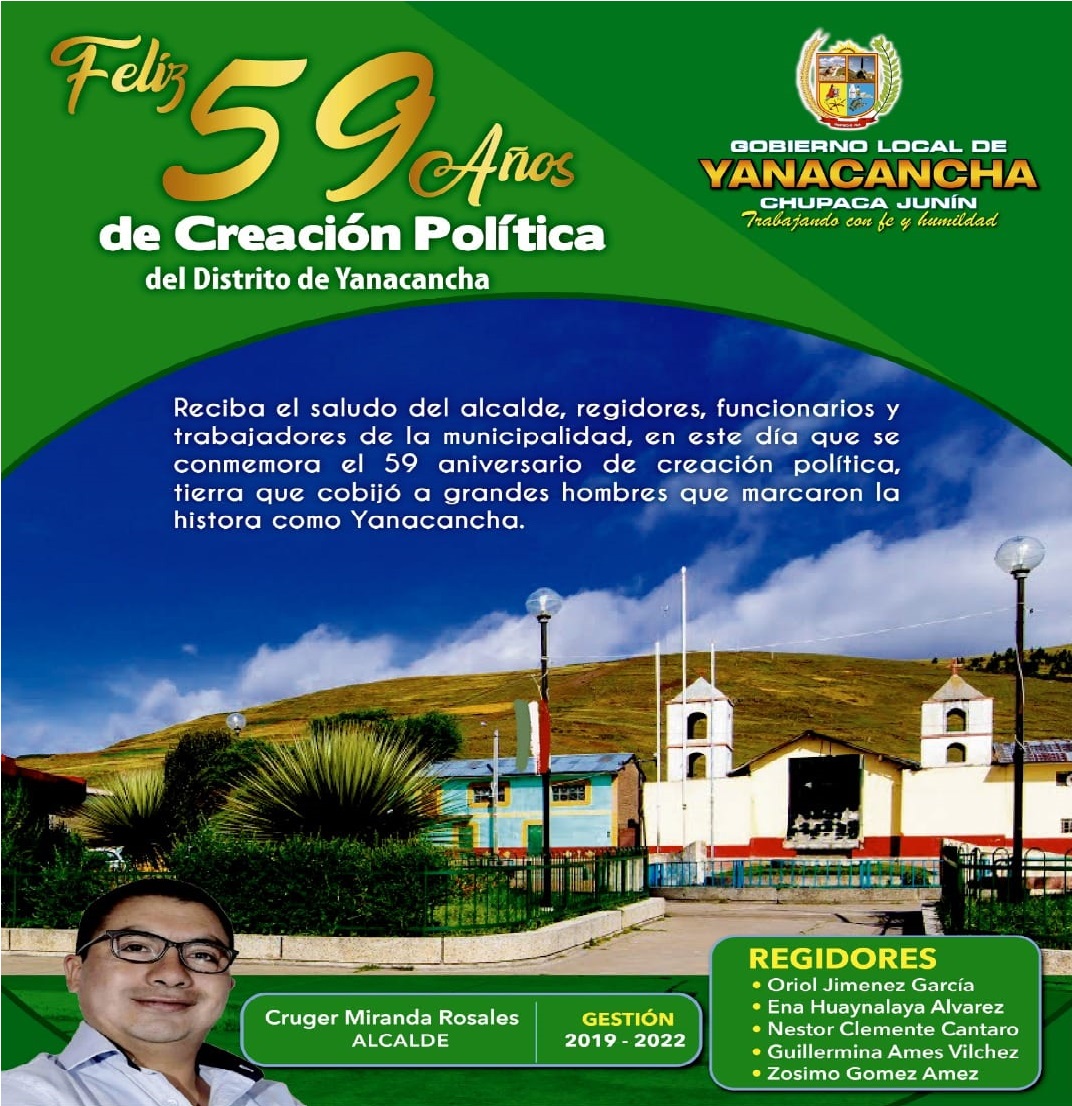 Feliz 59 Años
de Creación Política
del Distrito de Yanacancha
GOBIERNO LOCAL DE
YANACANCHA
CHUPACA JUNÍN
Trabajando con fe y humildad
Reciba el saludo del alcalde, regidores, funcionarios y
trabajadores de la municipalidad, en este día que se
conmemora el 59 aniversario de creación política,
tierra que cobijó a grandes hombres que marcaron la
histora como Yanacancha.
Cruger Miranda Rosales
ALCALDE
GESTIÓN
2019 - 2022
REGIDORES
• Oriol Jimenez García
• Ena Huaynalaya Alvarez
• Nestor Clemente Cantaro
• Guillermina Ames Vilchez
• Zosimo Gomez Amez